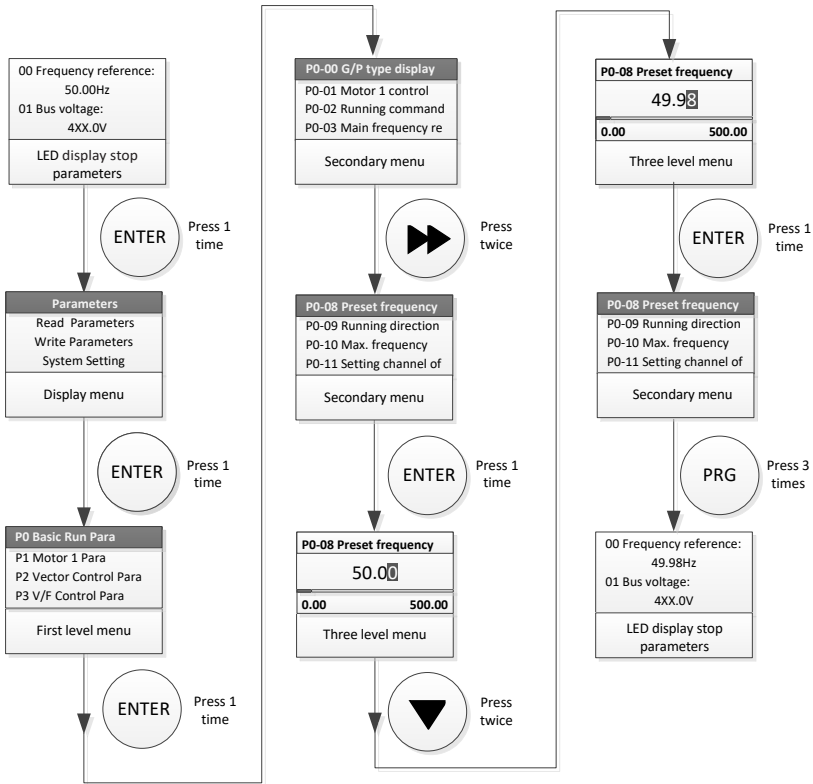 00 Frequency reference:
50.00Hz
01 Bus voltage:
4XX.0V
LED display stop
parameters
ENTER
Press 1
time
Parameters
Read Parameters
Write Parameters
System Setting
Display menu
ENTER
Press 1
time
P0 Basic Run Para
P1 Motor 1 Para
P2 Vector Control Para
P3 V/F Control Para
First level menu
ENTER
Press 1
time
P0-00 G/P type display
P0-01 Motor 1 control
P0-02 Running command
P0-03 Main frequency re
Secondary menu
Press
twice
P0-08 Preset frequency
P0-09 Running direction
P0-10 Max. frequency
P0-11 Setting channel of
Secondary menu
ENTER
Press 1
time
P0-08 Preset frequency
50.00
0.00 500.00
Three level menu
Press
twice
P0-08 Preset frequency
49.98
0.00 500.00
Three level menu
ENTER
Press 1
time
P0-08 Preset frequency
P0-09 Running direction
P0-10 Max. frequency
P0-11 Setting channel of
Secondary menu
PRG
Press 3
times
00 Frequency reference:
49.98Hz
01 Bus voltage:
4XX.0V
LED display stop
parameters